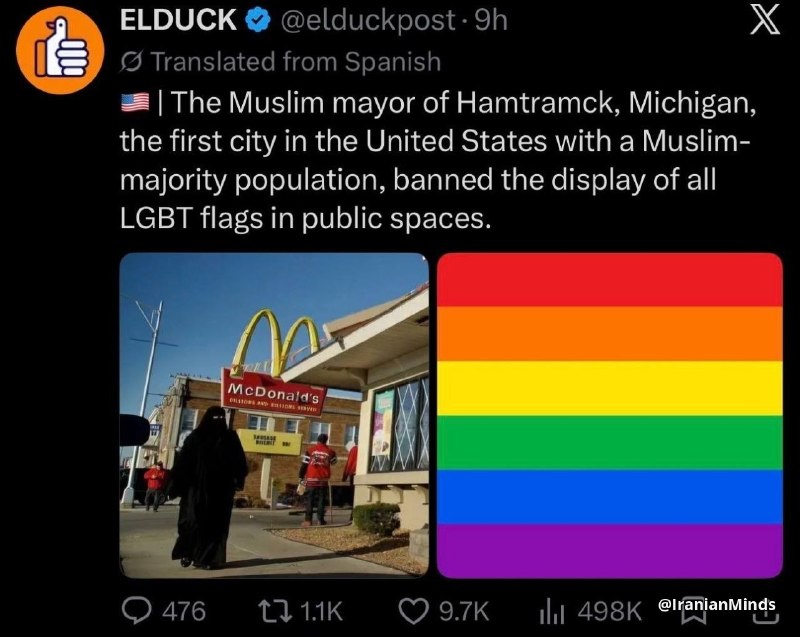 ELDUCK @elduckpost · 9h
Translated from Spanish
🇺🇸 | The Muslim mayor of Hamtramck, Michigan,
the first city in the United States with a Muslim-
majority population, banned the display of all
LGBT flags in public spaces.
McDonald's
SAUSAGE
BISCUIT
476 1.1K 9.7K 498K
@IranianMinds